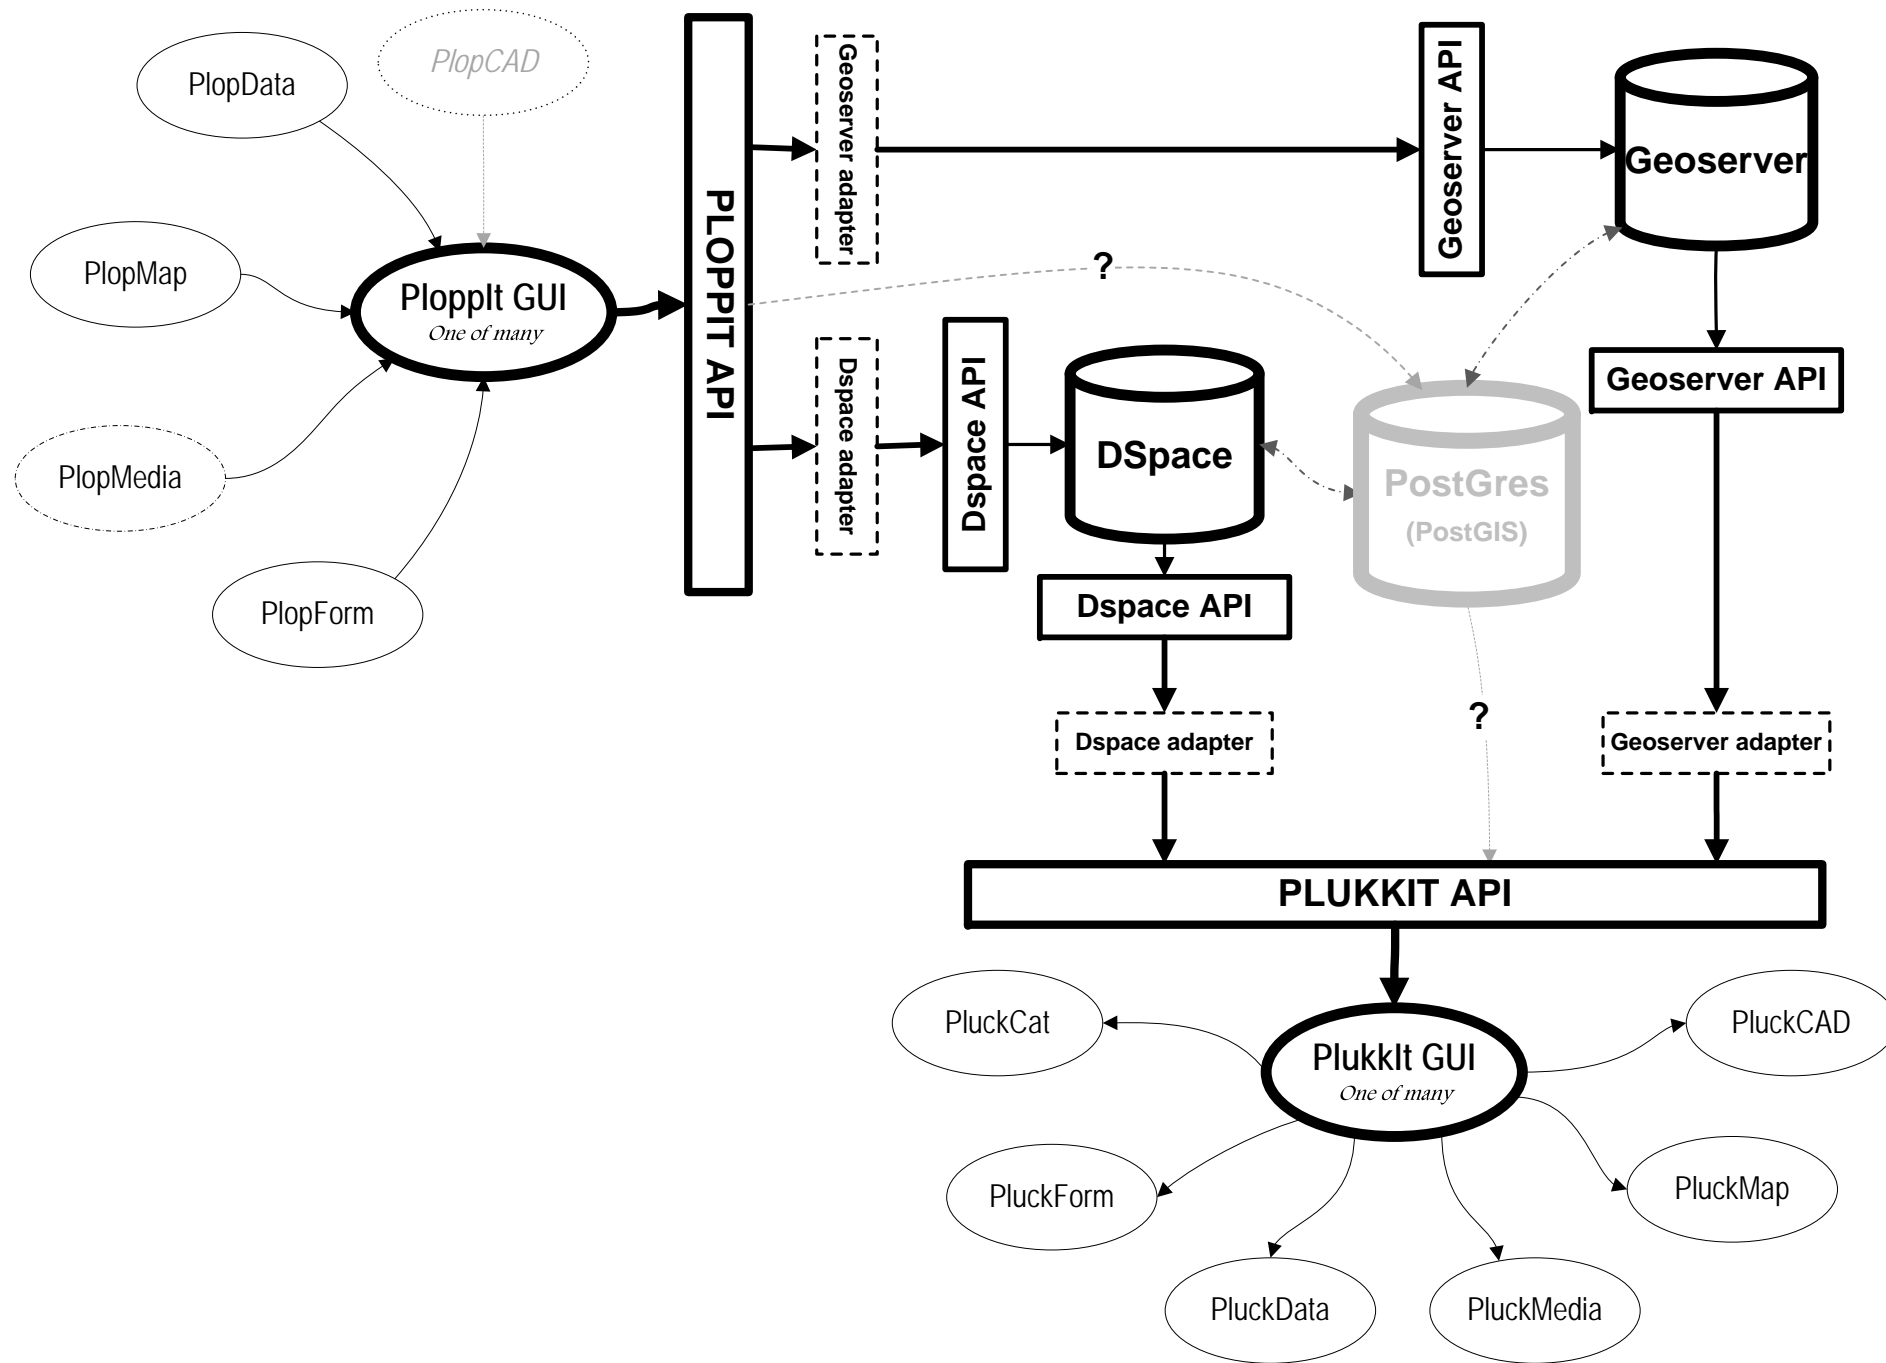 PlopCAD
PlopData
PlopMap
PloppIt GUI
One of many
PlopMedia
PlopForm
PLOPPIT API
Geoserver adapter
Geoserver API
Geoserver
?
Dspace adapter
Dspace API
DSpace
PostGres
(PostGIS)
Geoserver API
Dspace API
?
Dspace adapter
Geoserver adapter
PLUKKIT API
PluckCat
PlukkIt GUI
One of many
PluckCAD
PluckForm
PluckMap
PluckData
PluckMedia